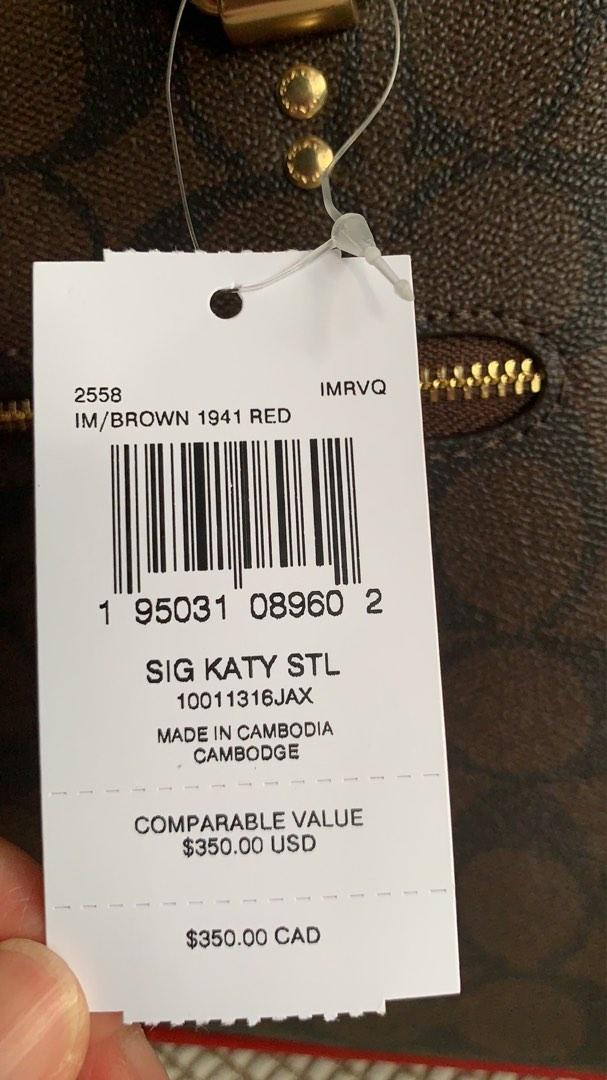 2558 IMRVQ
IM/BROWN 1941 RED
1 95031 08960 2
SIG KATY STL
10011316JAX
MADE IN CAMBODIA
CAMBODGE
COMPARABLE VALUE
$350.00 USD
$350.00 CAD